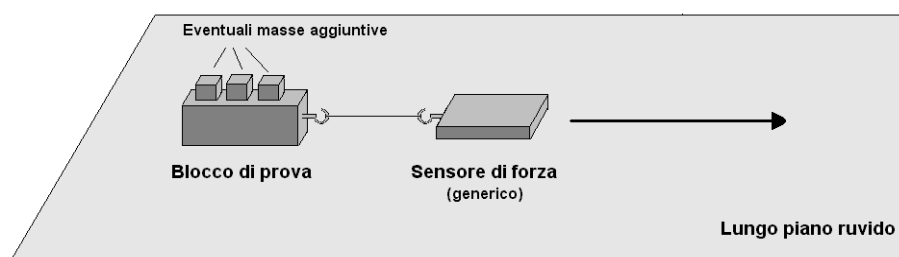 Eventuali masse aggiuntive
Blocco di prova
Sensore di forza
(generico)
Lungo piano ruvido